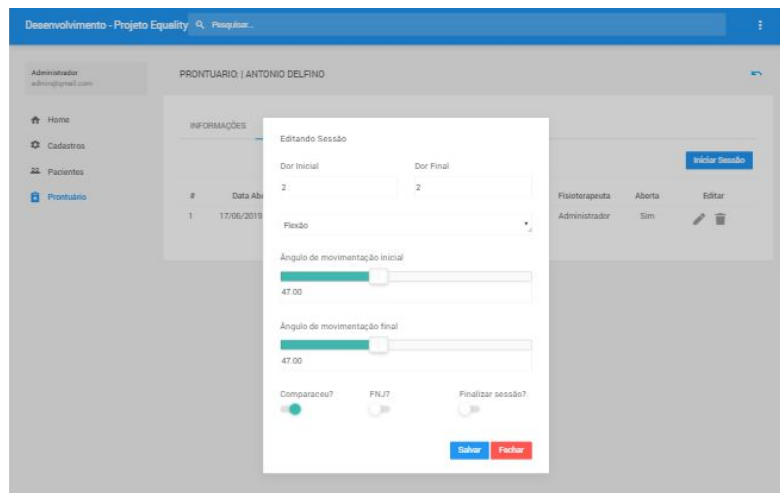 Desenvolvimento - Projeto Equality Pesquisar...
Administrador
admin@gmail.com
PRONTUARIO: | ANTONIO DELFINO
Home
Cadastros
Pacientes
Prontuário
INFORMAÇÕES
Iniciar Sessão
# Data Ab Fisioterapeuta Aberta Editar
1 17/06/2019 Administrador Sim
Editando Sessão
Dor Inicial Dor Final
2 2
Flexão
Ângulo de movimentação inicial
47.00
Ângulo de movimentação final
47.00
Compareceu? FNJ? Finalizar sessão?
Salvar Fechar